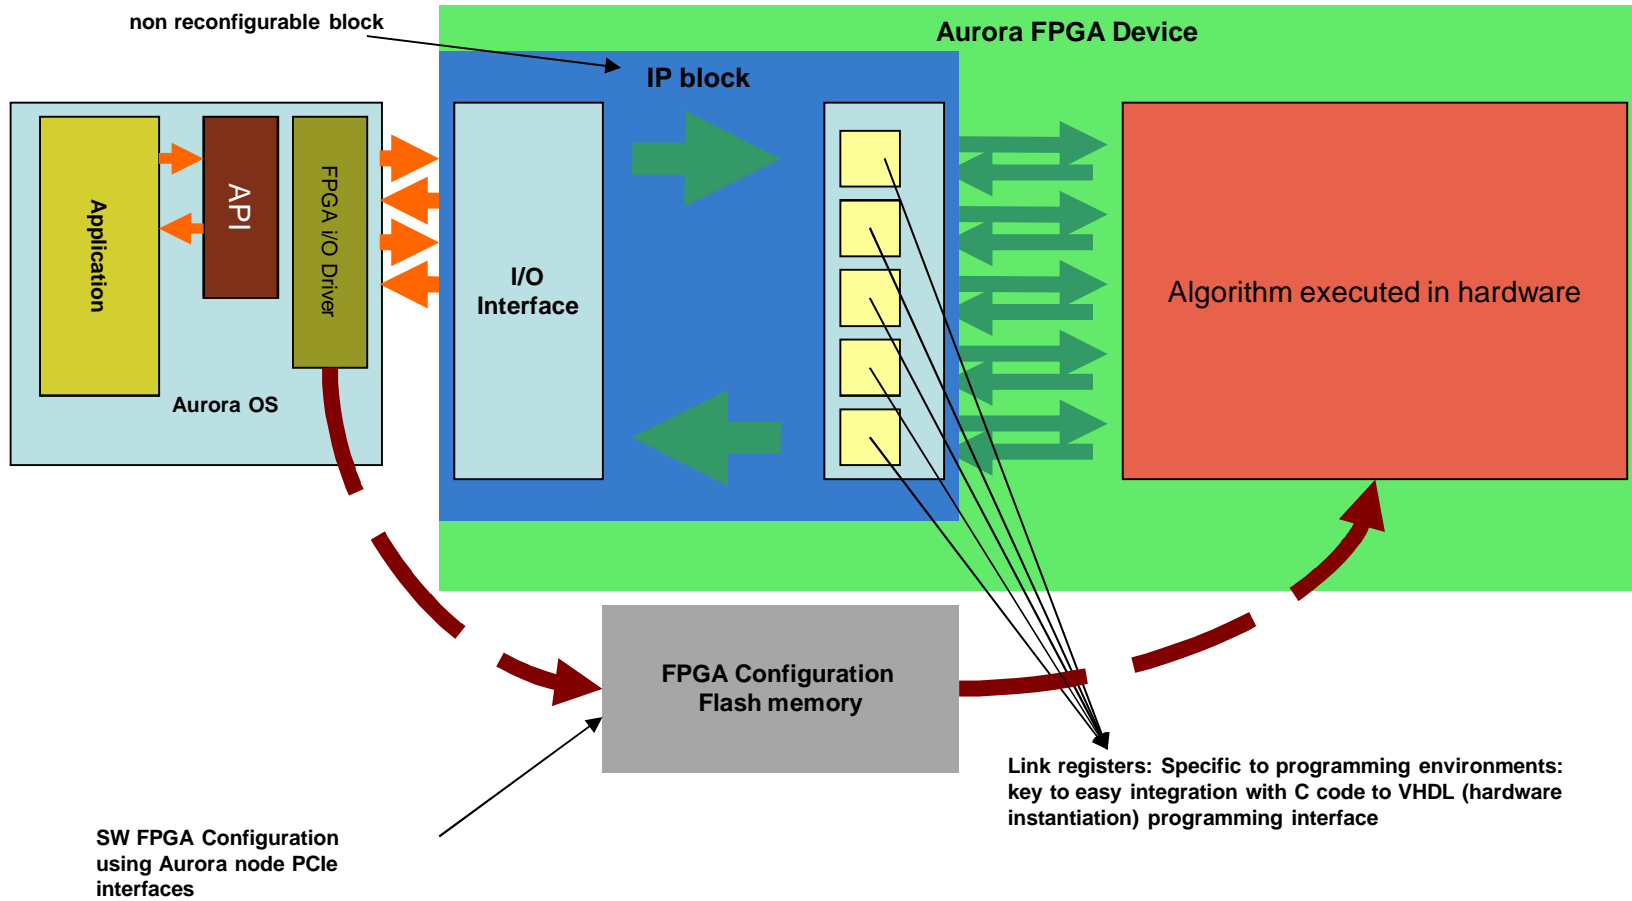 non reconfigurable block
Aurora FPGA Device
IP block
Application
API
FPGA i/O Driver
I/O
Interface
Algorithm executed in hardware
Aurora OS
FPGA Configuration
Flash memory
Link registers: Specific to programming environments:
key to easy integration with C code to VHDL (hardware
instantiation) programming interface
SW FPGA Configuration
using Aurora node PCIe
interfaces